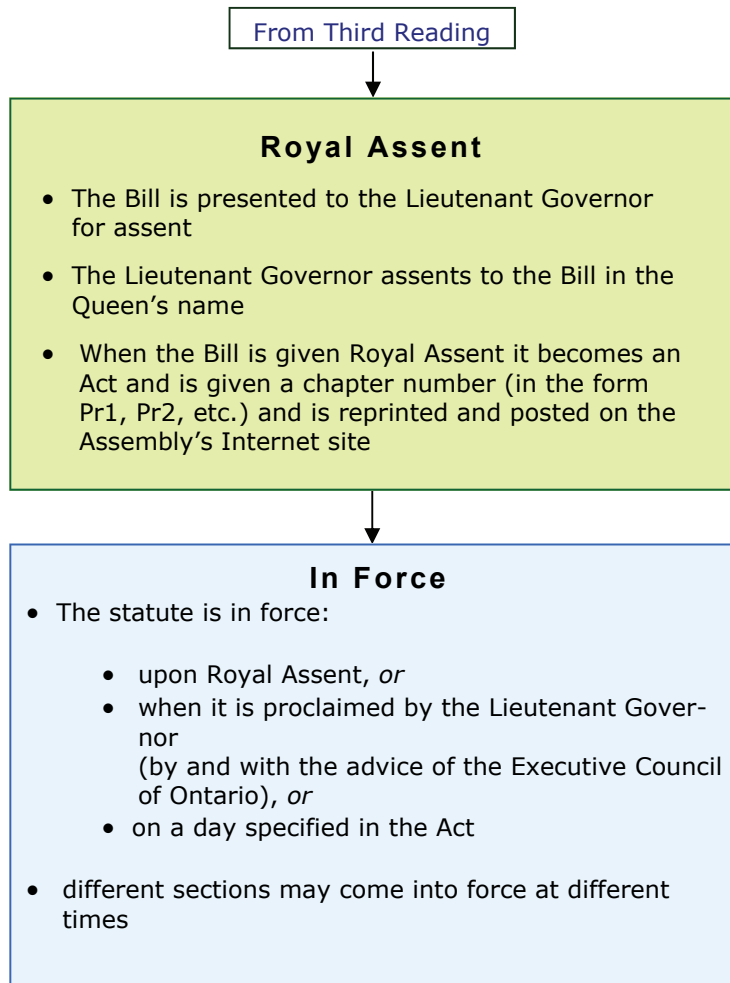 From Third Reading
Royal Assent
• The Bill is presented to the Lieutenant Governor
for assent
• The Lieutenant Governor assents to the Bill in the
Queen’s name
• When the Bill is given Royal Assent it becomes an
Act and is given a chapter number (in the form
Pr1, Pr2, etc.) and is reprinted and posted on the
Assembly’s Internet site
In Force
• The statute is in force:
• upon Royal Assent, or
• when it is proclaimed by the Lieutenant Gover-
nor
(by and with the advice of the Executive Council
of Ontario), or
• on a day specified in the Act
• different sections may come into force at different
times